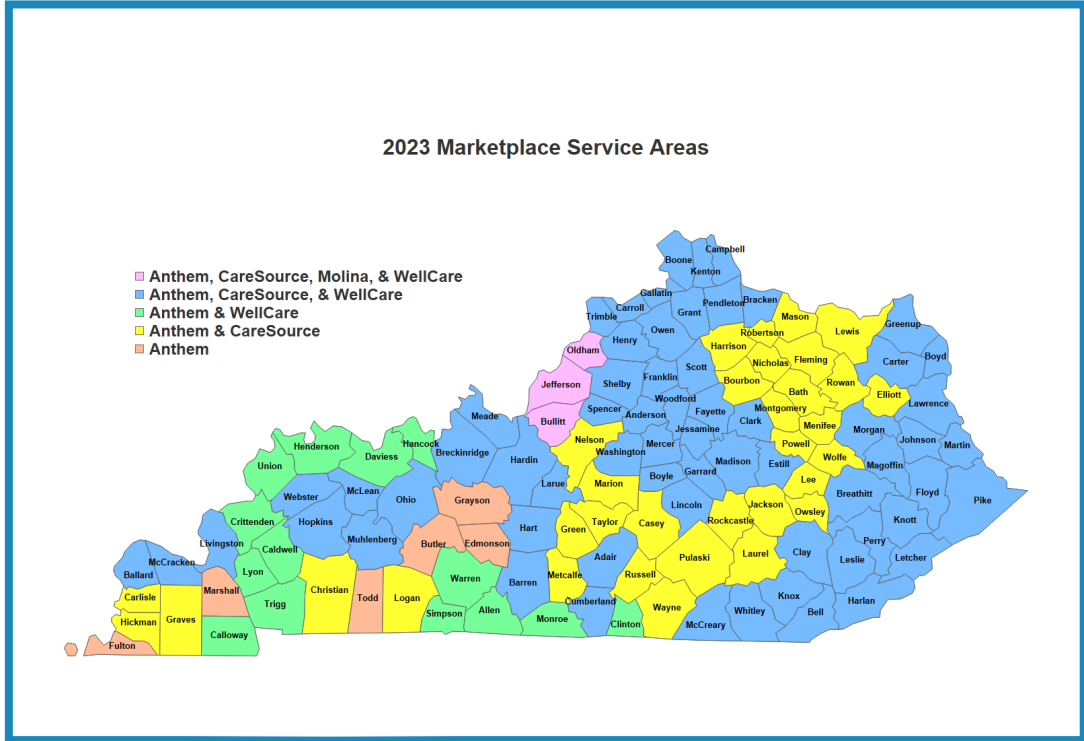 2023 Marketplace Service Areas
Anthem, CareSource, Molina, & WellCare
Anthem, CareSource, & WellCare
Anthem & WellCare
Anthem & CareSource
Anthem
Campbell
Boone
Kenton
Gallatin
Carroll
Trimble
Grant
Pendleton
Bracken
Owen
Henry
Mason
Robertson
Lewis
Greenup
Oldham
Harrison
Boyd
Carter
Nicholas
Fleming
Scott
Franklin
Jefferson
Shelby
Bourbon
Rowan
Bath
Elliott
Woodford
Lawrence
Spencer
Anderson
Fayette
Montgomery
Bullitt
Clark
Meade
Menifee
Jessamine
Morgan
Nelson
Mercer
Powell
Johnson
Martin
Henderson
Hancock
Daviess
Breckinridge
Washington
Hardin
Madison
Estill
Wolfe
Magoffin
Union
Garrard
Boyle
Lee
Larue
Marion
McLean
Webster
Ohio
Grayson
Breathitt
Floyd
Pike
Lincoln
Jackson
Owsley
Crittenden
Hopkins
Hart
Green
Taylor
Casey
Rockcastle
Knott
Livingston
Muhlenberg
Butler
Edmonson
Perry
Caldwell
Adair
Pulaski
Laurel
Clay
Leslie
Letcher
McCracken
Ballard
Lyon
Warren
Barren
Metcalfe
Russell
Marshall
Christian
Carlisle
Todd
Logan
Trigg
Cumberland
Wayne
Knox
Harlan
Hickman
Graves
Simpson
Allen
Monroe
Clinton
McCreary
Whitley
Bell
Calloway
Fulton